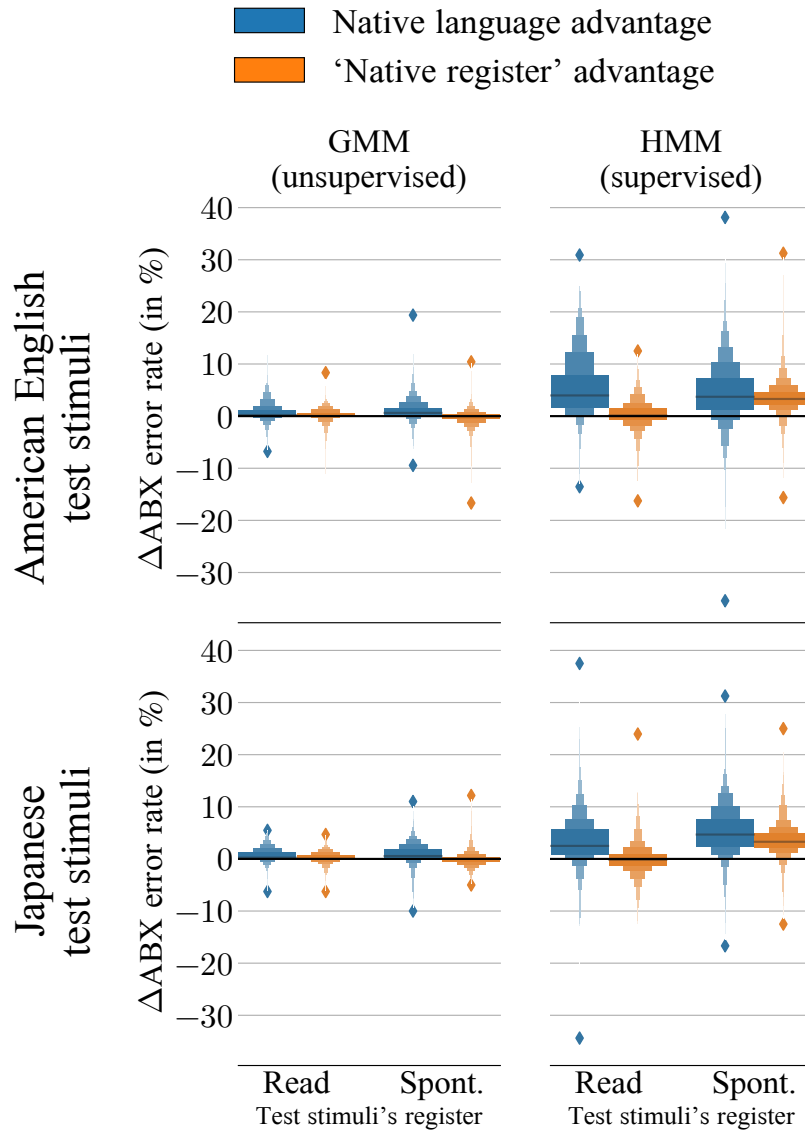 Native language advantage
‘Native register’ advantage
GMM
(unsupervised)
HMM
(supervised)
American English
test stimuli
ΔABX error rate (in %)
40
30
20
10
0
−10
−20
−30
Japanese
test stimuli
ΔABX error rate (in %)
40
30
20
10
0
−10
−20
−30
Read Spont.
Test stimuli’s register
Read Spont.
Test stimuli’s register